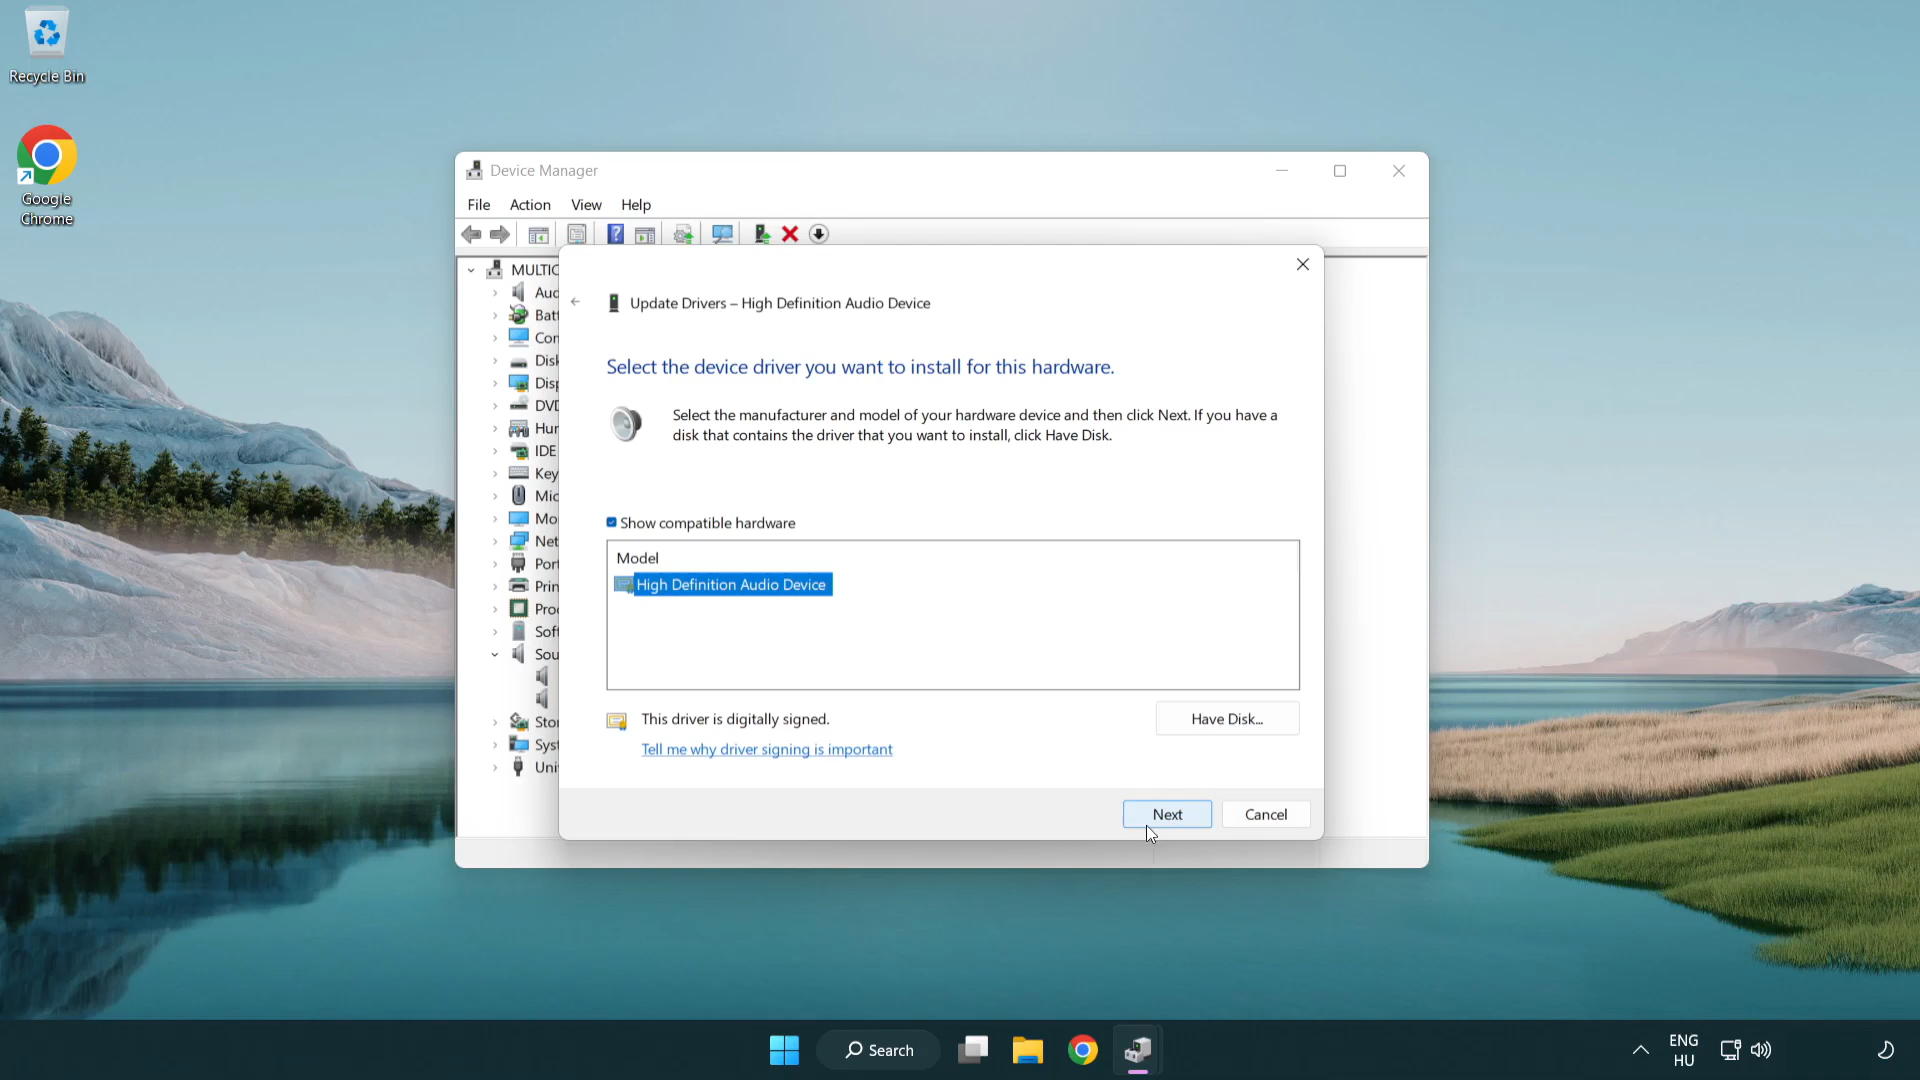 Recycle Bin
Google
Chrome
Device Manager
File Action View Help
MULTIC
Aud
Batt
Con
Disk
Disp
DVD
Hur
IDE
Key
Mic
Mo
Net
Port
Prin
Proc
Soft
Sou
Stor
Syst
Uni
Update Drivers – High Definition Audio Device
Select the device driver you want to install for this hardware.
Select the manufacturer and model of your hardware device and then click Next. If you have a
disk that contains the driver that you want to install, click Have Disk.
Show compatible hardware
Model
High Definition Audio Device
This driver is digitally signed.
Have Disk...
Tell me why driver signing is important
Next
Cancel
Search
ENG
HU